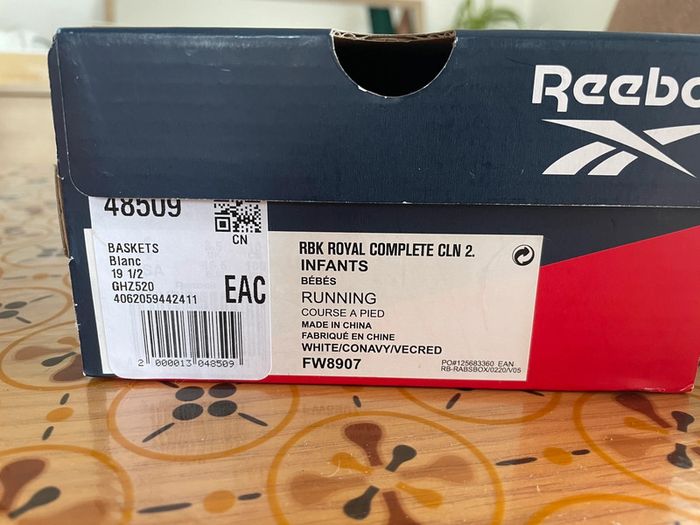 Reebo
48509
CN
BASKETS
Blanc
19 1/2
GHZ520
4062059442411
EAC
2 000013 048509
RBK ROYAL COMPLETE CLN 2.
INFANTS
BÉBÉS
RUNNING
COURSE A PIED
MADE IN CHINA
FABRIQUÉ EN CHINE
WHITE/CONAVY/VECRED
FW8907
PO#125683360 EAN
RB-RABSBOX/0220/V05